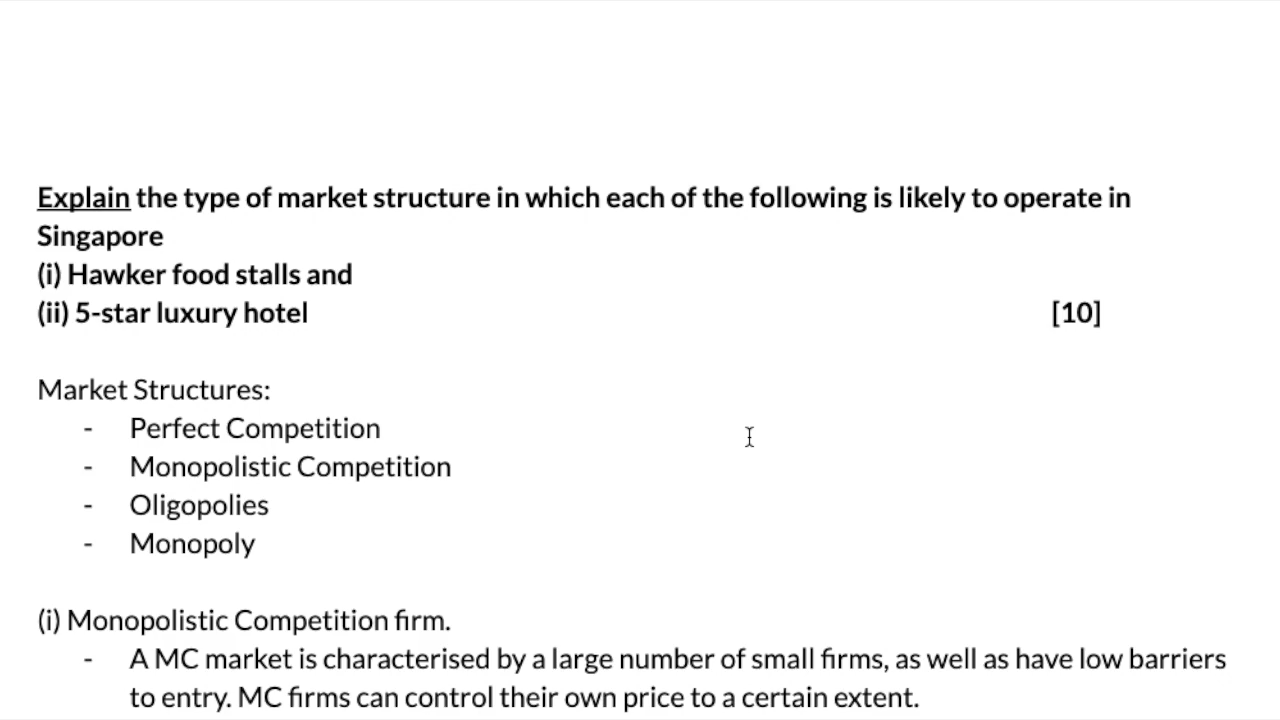 Explain the type of market structure in which each of the following is likely to operate in
Singapore
(i) Hawker food stalls and
(ii) 5-star luxury hotel [10]
Market Structures:
- Perfect Competition
- Monopolistic Competition
- Oligopolies
- Monopoly
(i) Monopolistic Competition firm.
- A MC market is characterised by a large number of small firms, as well as have low barriers
to entry. MC firms can control their own price to a certain extent.